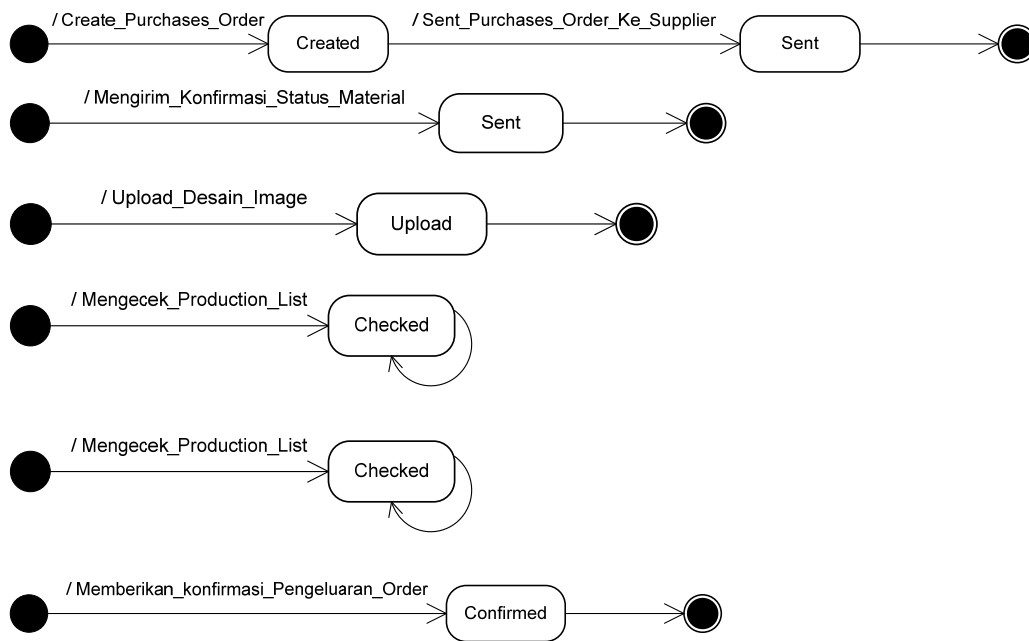 / Create_Purchases_Order
/ Sent_Purchases_Order_Ke_Supplier
Created
Sent
/ Mengirim_Konfirmasi_Status_Material
Sent
/ Upload_Desain_Image
Upload
/ Mengecek_Production_List
Checked
/ Mengecek_Production_List
Checked
/ Memberikan_konfirmasi_Pengeluaran_Order
Confirmed